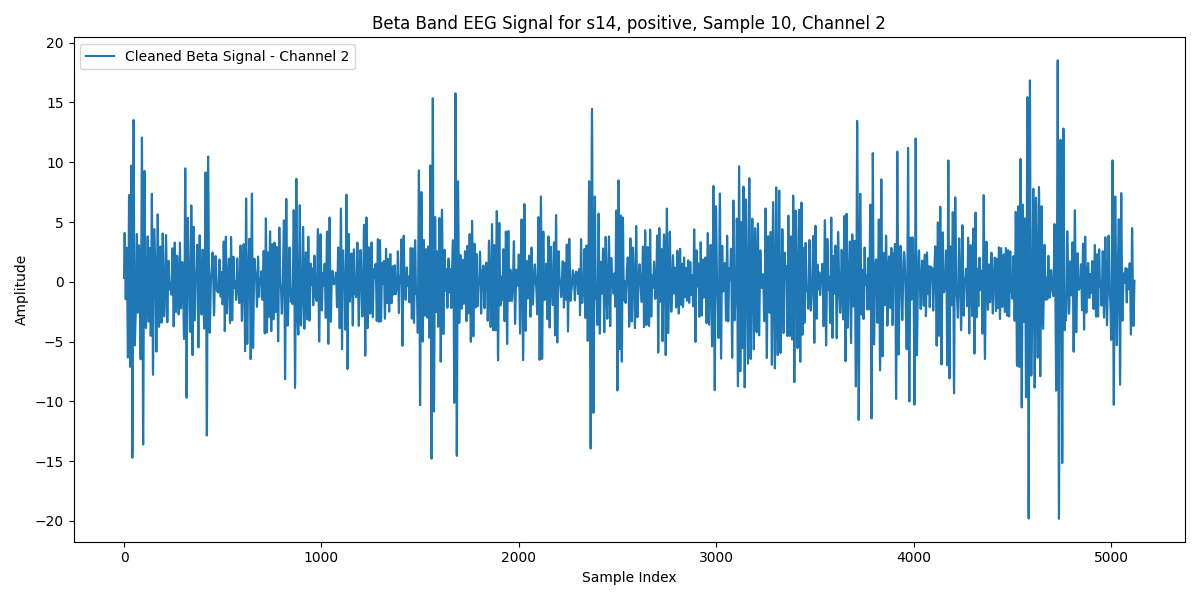 Beta Band EEG Signal for s14, positive, Sample 10, Channel 2
Cleaned Beta Signal - Channel 2
Amplitude
20
15
10
5
0
−5
−10
−15
−20
0 1000 2000 3000 4000 5000
Sample Index